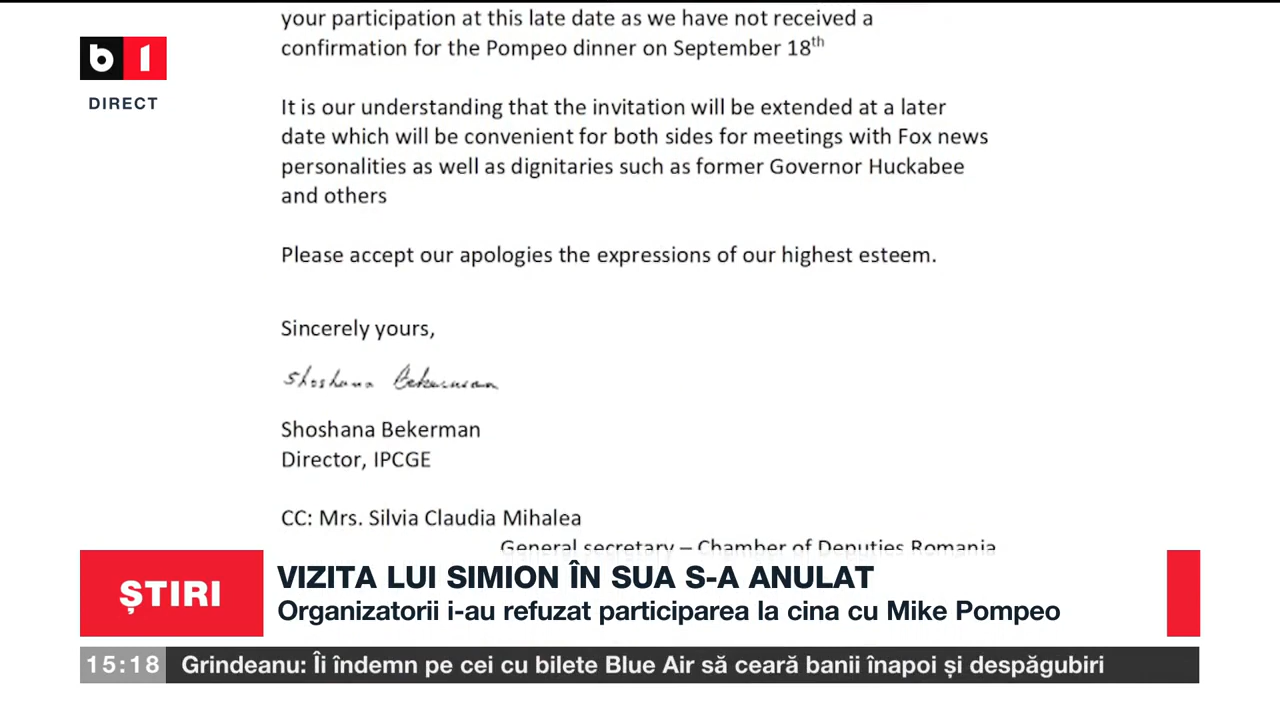 your participation at this late date as we have not received a
confirmation for the Pompeo dinner on September 18th
b1
DIRECT
It is our understanding that the invitation will be extended at a later
date which will be convenient for both sides for meetings with Fox news
personalities as well as dignitaries such as former Governor Huckabee
and others
Please accept our apologies the expressions of our highest esteem.
Sincerely yours,
Shoshana Bekerman
Shoshana Bekerman
Director, IPCGE
CC: Mrs. Silvia Claudia Mihalea
General secretary – Chamber of Deputies Romania
ȘTIRI
VIZITA LUI SIMION ÎN SUA S-A ANULAT
Organizatorii i-au refuzat participarea la cina cu Mike Pompeo
15:18 Grindeanu: Îi îndemn pe cei cu bilete Blue Air să ceară banii înapoi și despăgubiri